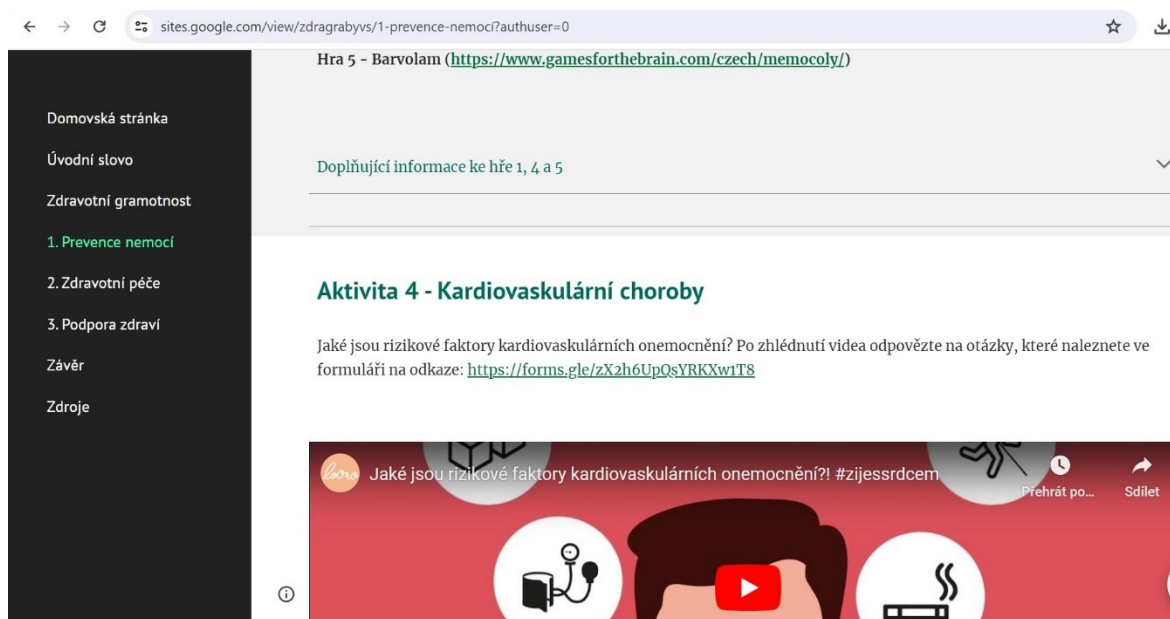 sites.google.com/view/zdragrabyvs/1-prevence-nemocí?authuser=0
Domovská stránka
Úvodní slovo
Zdravotní gramotnost
1. Prevence nemocí
2. Zdravotní péče
3. Podpora zdraví
Závěr
Zdroje
Hra 5 - Barvolam (https://www.gamesforthebrain.com/czech/memocoly/)
Doplňující informace ke hře 1, 4 a 5
Aktivita 4 - Kardiovaskulární choroby
Jaké jsou rizikové faktory kardiovaskulárních onemocnění? Po zhlédnutí videa odpovězte na otázky, které naleznete ve
formuláři na odkaze: https://forms.gle/zX2h6UpQsYRKXw1T8
Jaké jsou rizikové faktory kardiovaskulárních onemocnění?! #zijessrdcem
Přehrát po...
Sdílet